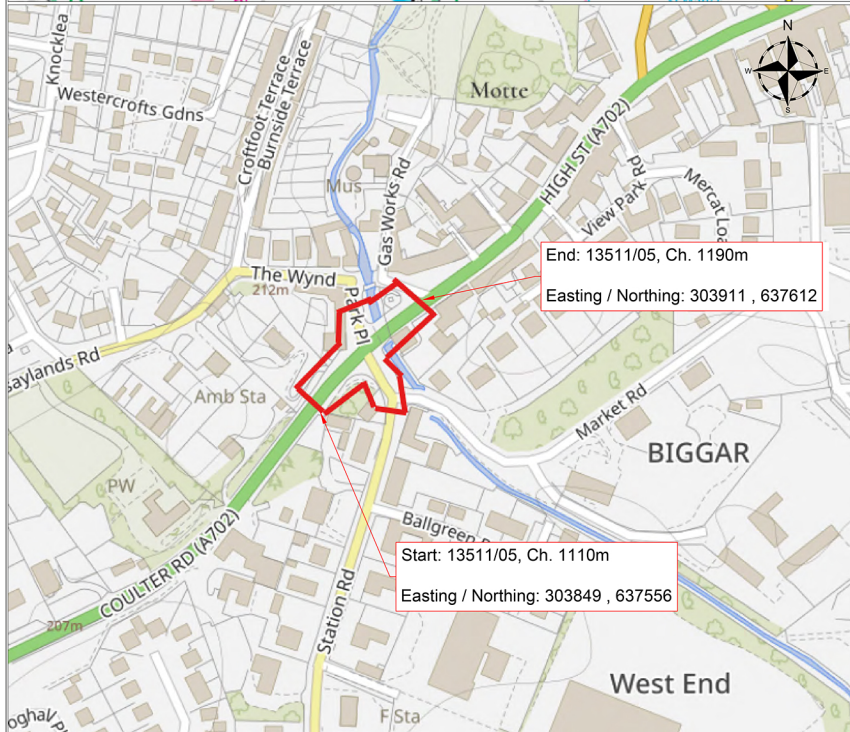 N
W
E
S
Knocklea
Westercrofts Gdns
Croftfoot Terrace
Burnside Terrace
Motte
HIGH ST (A702)
Mus
Gas Works Rd
View Park Rd
Mercat Loa
The Wynd
212m
Park Pl
End: 13511/05, Ch. 1190m
Easting / Northing: 303911 , 637612
saylands Rd
Amb Sta
Market Rd
BIGGAR
PW
COULTER RD (A702)
Ballgreen
Start: 13511/05, Ch. 1110m
Easting / Northing: 303849 , 637556
207m
Station Rd
West End
oghall Pl
F Sta